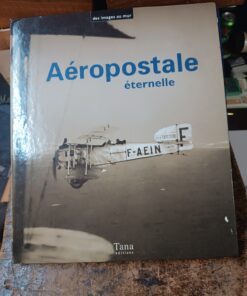 des images au mur
Aéropostale
éternelle
F-AEIN
F
Tana
éditions